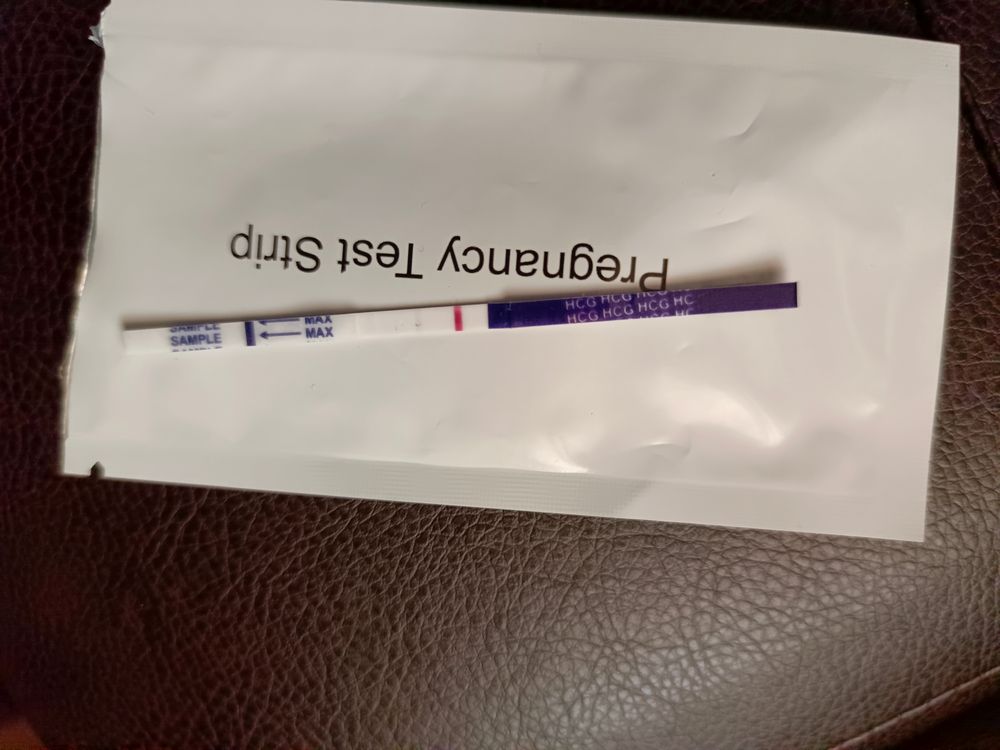 Pregnancy Test Strip
HCG HCG HCG HC
HCG HCG HCG HC
MAX
MAX
SAMPLE
SAMPLE